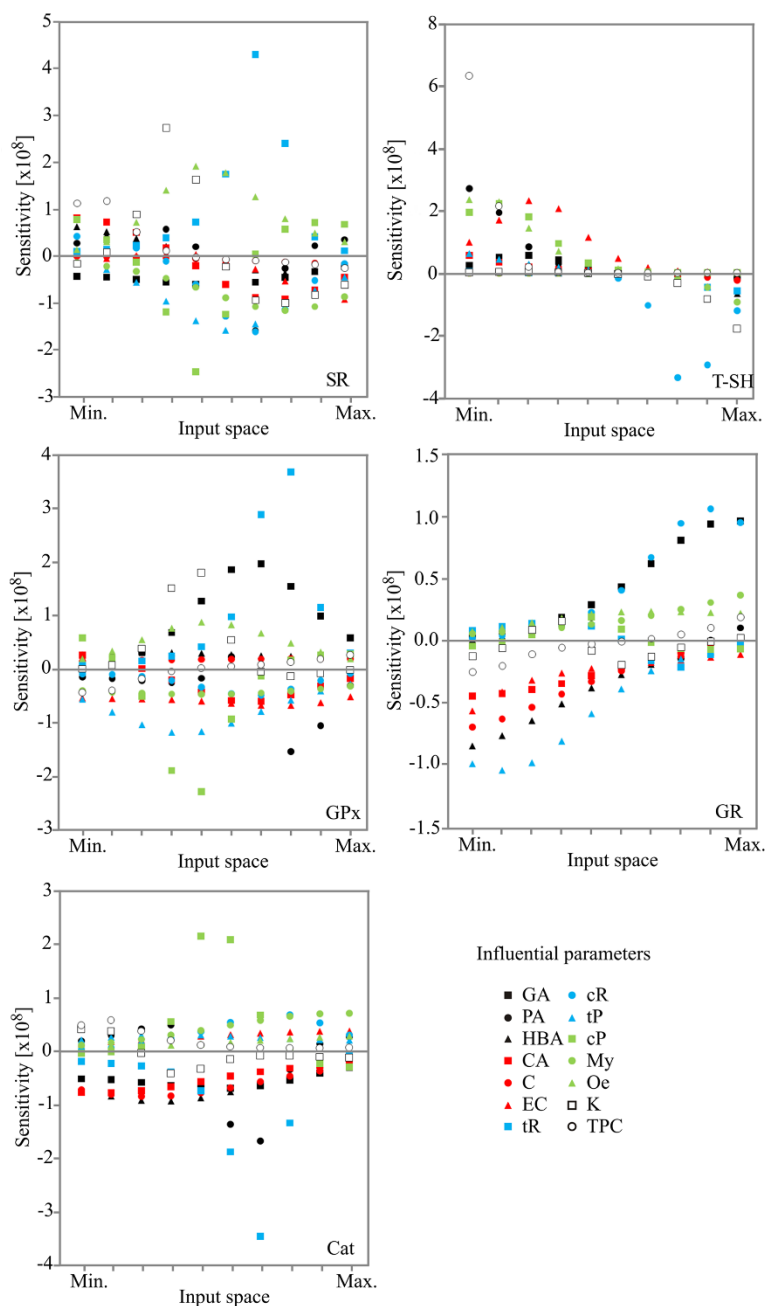 Sensitivity [x10⁸]
5
4
3
2
1
0
-1
-2
-3
SR
Min.
Max.
Input space
Sensitivity [x10⁸]
8
6
4
2
0
-2
-4
T-SH
Min.
Max.
Input space
Sensitivity [x10⁸]
4
3
2
1
0
-1
-2
-3
GPx
Min.
Max.
Input space
Sensitivity [x10⁸]
1.5
1.0
0.5
0.0
-0.5
-1.0
-1.5
GR
Min.
Max.
Input space
Sensitivity [x10⁸]
3
2
1
0
-1
-2
-3
-4
Cat
Min.
Max.
Input space
Influential parameters
GA
PA
HBA
CA
C
EC
tR
cR
tP
cP
My
Oe
K
TPC